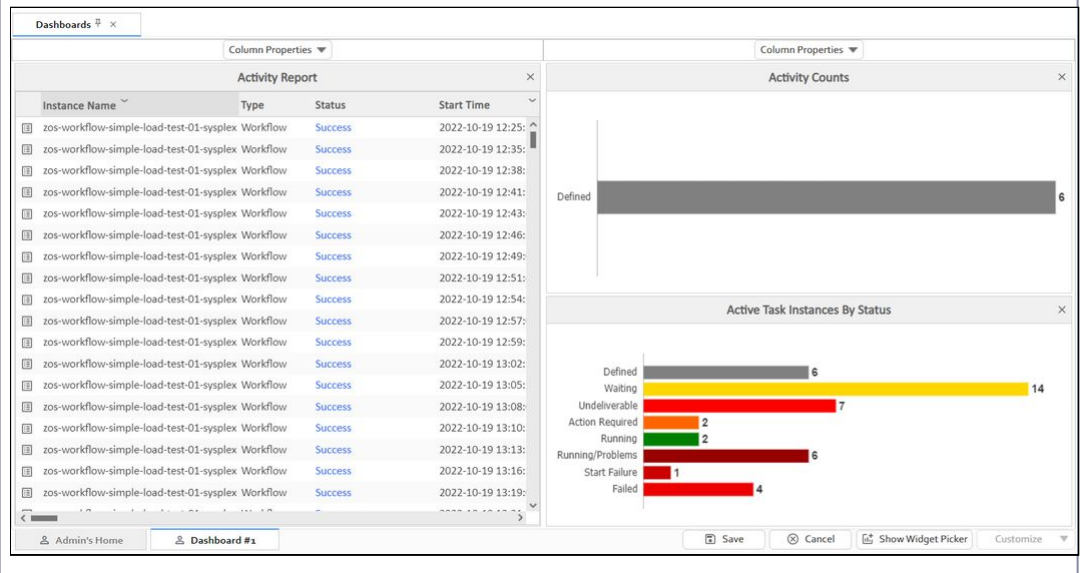 Dashboards
Column Properties
Column Properties
Activity Report
Instance Name Type Status Start Time
zos-workflow-simple-load-test-01-sysplex Workflow Success 2022-10-19 12:25:
zos-workflow-simple-load-test-01-sysplex Workflow Success 2022-10-19 12:35:
zos-workflow-simple-load-test-01-sysplex Workflow Success 2022-10-19 12:38:
zos-workflow-simple-load-test-01-sysplex Workflow Success 2022-10-19 12:41:
zos-workflow-simple-load-test-01-sysplex Workflow Success 2022-10-19 12:43:
zos-workflow-simple-load-test-01-sysplex Workflow Success 2022-10-19 12:46:
zos-workflow-simple-load-test-01-sysplex Workflow Success 2022-10-19 12:49:
zos-workflow-simple-load-test-01-sysplex Workflow Success 2022-10-19 12:51:
zos-workflow-simple-load-test-01-sysplex Workflow Success 2022-10-19 12:54:
zos-workflow-simple-load-test-01-sysplex Workflow Success 2022-10-19 12:57:
zos-workflow-simple-load-test-01-sysplex Workflow Success 2022-10-19 12:59:
zos-workflow-simple-load-test-01-sysplex Workflow Success 2022-10-19 13:02:
zos-workflow-simple-load-test-01-sysplex Workflow Success 2022-10-19 13:05:
zos-workflow-simple-load-test-01-sysplex Workflow Success 2022-10-19 13:08:
zos-workflow-simple-load-test-01-sysplex Workflow Success 2022-10-19 13:10:
zos-workflow-simple-load-test-01-sysplex Workflow Success 2022-10-19 13:13:
zos-workflow-simple-load-test-01-sysplex Workflow Success 2022-10-19 13:16:
zos-workflow-simple-load-test-01-sysplex Workflow Success 2022-10-19 13:19:
Activity Counts
Defined 6
Active Task Instances By Status
Defined 6
Waiting 14
Undeliverable 7
Action Required 2
Running 2
Running/Problems 6
Start Failure 1
Failed 4
Admin's Home Dashboard #1
Save Cancel Show Widget Picker Customize